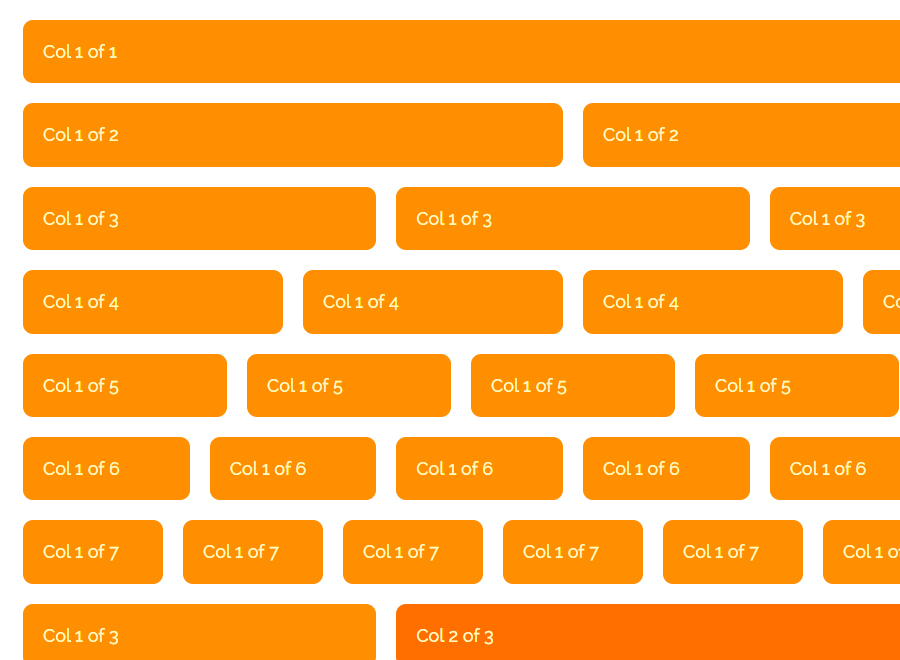 Col 1 of 1
Col 1 of 2 Col 1 of 2
Col 1 of 3 Col 1 of 3 Col 1 of 3
Col 1 of 4 Col 1 of 4 Col 1 of 4
Col 1 of 5 Col 1 of 5 Col 1 of 5 Col 1 of 5
Col 1 of 6 Col 1 of 6 Col 1 of 6 Col 1 of 6 Col 1 of 6
Col 1 of 7 Col 1 of 7 Col 1 of 7 Col 1 of 7 Col 1 of 7 Col 1
Col 1 of 3 Col 2 of 3